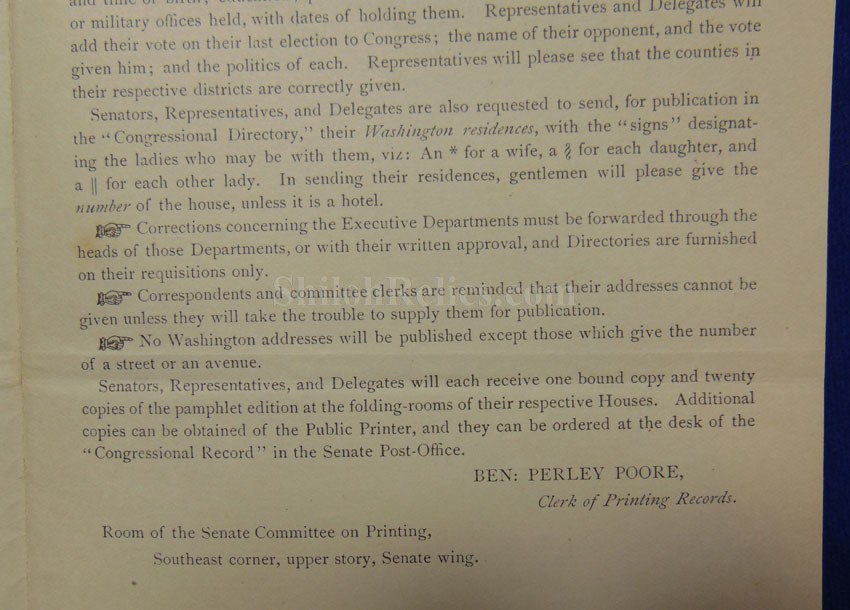 or military offices held, with dates of holding them. Representatives and Delegates will
add their vote on their last election to Congress; the name of their opponent, and the vote
given him; and the politics of each. Representatives will please see that the counties in
their respective districts are correctly given.
Senators, Representatives, and Delegates are also requested to send, for publication in
the “Congressional Directory,” their Washington residences, with the “signs” designat-
ing the ladies who may be with them, viz: An * for a wife, a § for each daughter, and
a ‖ for each other lady. In sending their residences, gentlemen will please give the
number of the house, unless it is a hotel.
☞ Corrections concerning the Executive Departments must be forwarded through the
heads of those Departments, or with their written approval, and Directories are furnished
on their requisitions only.
ShilohRelics.com
☞ Correspondents and committee clerks are reminded that their addresses cannot be
given unless they will take the trouble to supply them for publication.
☞ No Washington addresses will be published except those which give the number
of a street or an avenue.
Senators, Representatives, and Delegates will each receive one bound copy and twenty
copies of the pamphlet edition at the folding-rooms of their respective Houses. Additional
copies can be obtained of the Public Printer, and they can be ordered at the desk of the
“Congressional Record” in the Senate Post-Office.
BEN: PERLEY POORE,
Clerk of Printing Records.
Room of the Senate Committee on Printing,
Southeast corner, upper story, Senate wing.